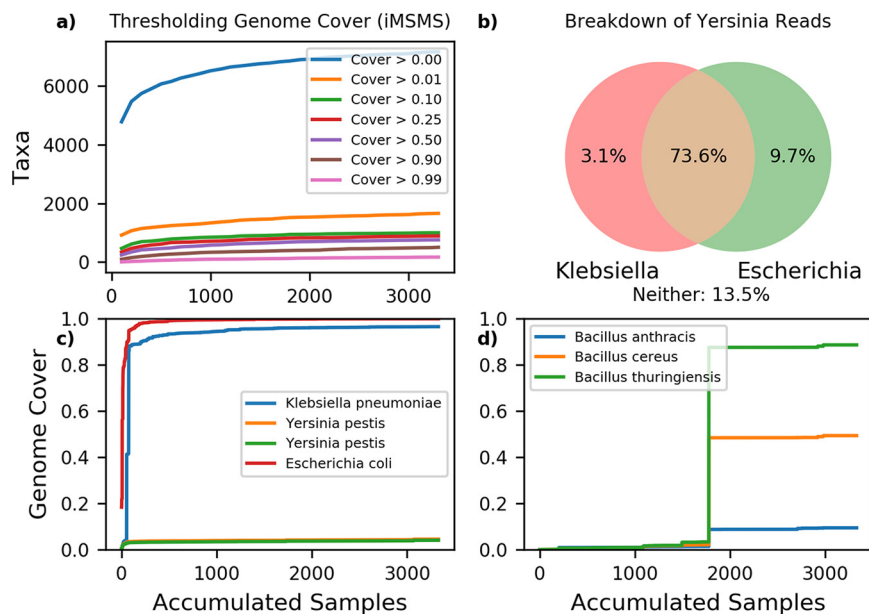 a)
Thresholding Genome Cover (iMSMS)
Taxa
6000
4000
2000
0
Cover > 0.00
Cover > 0.01
Cover > 0.10
Cover > 0.25
Cover > 0.50
Cover > 0.90
Cover > 0.99
0 1000 2000 3000
b)
Breakdown of Yersinia Reads
3.1% 73.6% 9.7%
Klebsiella Escherichia
Neither: 13.5%
c)
Genome Cover
1.0
0.8
0.6
0.4
0.2
0.0
Klebsiella pneumoniae
Yersinia pestis
Yersinia pestis
Escherichia coli
0 1000 2000 3000
Accumulated Samples
d)
1.0
0.8
0.6
0.4
0.2
0.0
Bacillus anthracis
Bacillus cereus
Bacillus thuringiensis
0 1000 2000 3000
Accumulated Samples